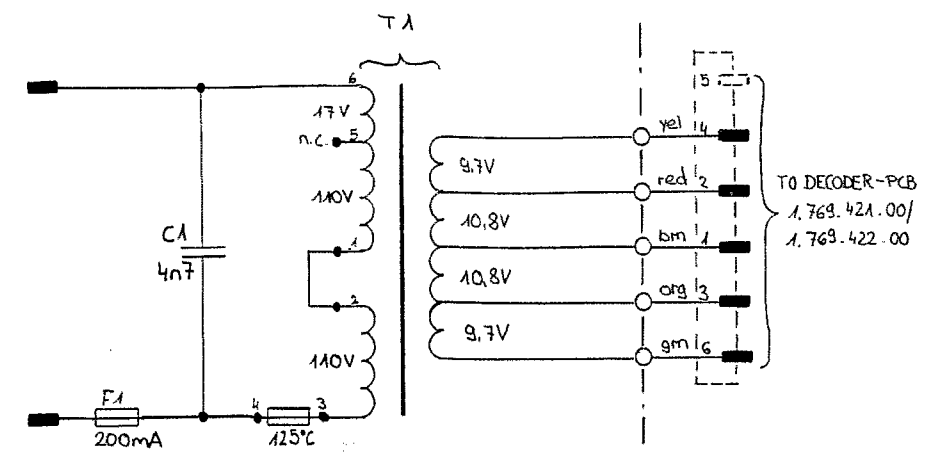 T1
6
17V
n.c. 5
110V
1
C1
4n7
2
110V
F1
200mA
4
3
125°C
9,7V
10,8V
10,8V
9,7V
5
yel 4
red 2
brn 1
org 3
grn 6
TO DECODER-PCB
1.769.421.00/
1.769.422.00